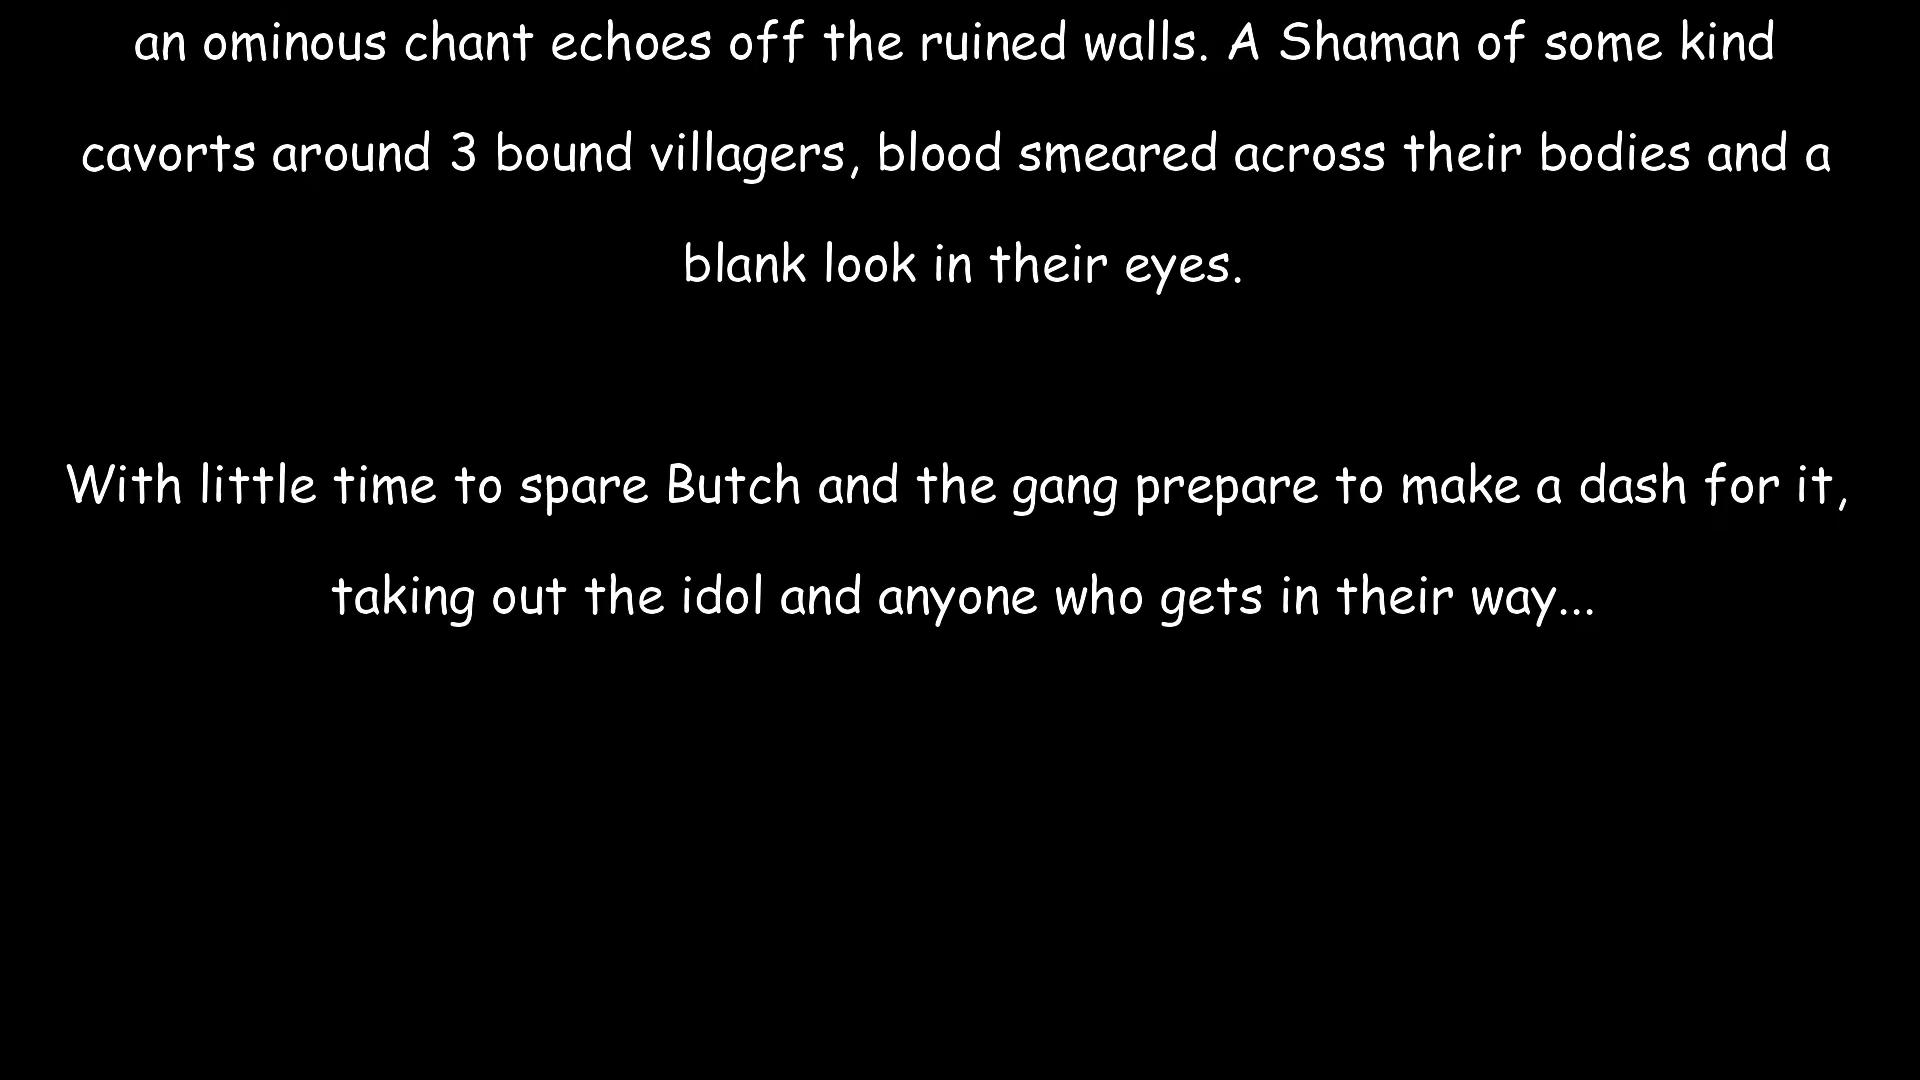 an ominous chant echoes off the ruined walls. A Shaman of some kind
cavorts around 3 bound villagers, blood smeared across their bodies and a
blank look in their eyes.
With little time to spare Butch and the gang prepare to make a dash for it,
taking out the idol and anyone who gets in their way...